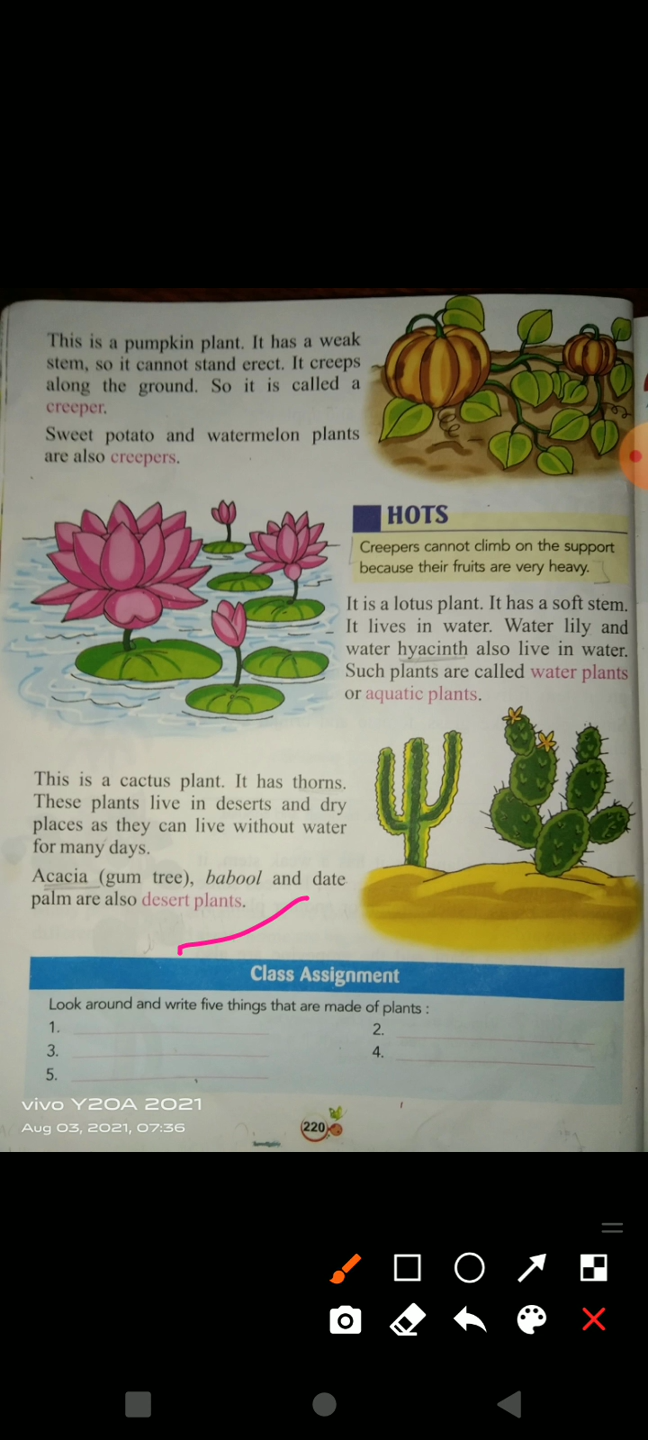 This is a pumpkin plant. It has a weak
stem, so it cannot stand erect. It creeps
along the ground. So it is called a
creeper.
Sweet potato and watermelon plants
are also creepers.
HOTS
Creepers cannot climb on the support
because their fruits are very heavy.
It is a lotus plant. It has a soft stem.
It lives in water. Water lily and
water hyacinth also live in water.
Such plants are called water plants
or aquatic plants.
This is a cactus plant. It has thorns.
These plants live in deserts and dry
places as they can live without water
for many days.
Acacia (gum tree), babool and date
palm are also desert plants.
Class Assignment
Look around and write five things that are made of plants :
1.
2.
3.
4.
5.
vivo Y20A 2021
Aug 03, 2021, 07:36
220